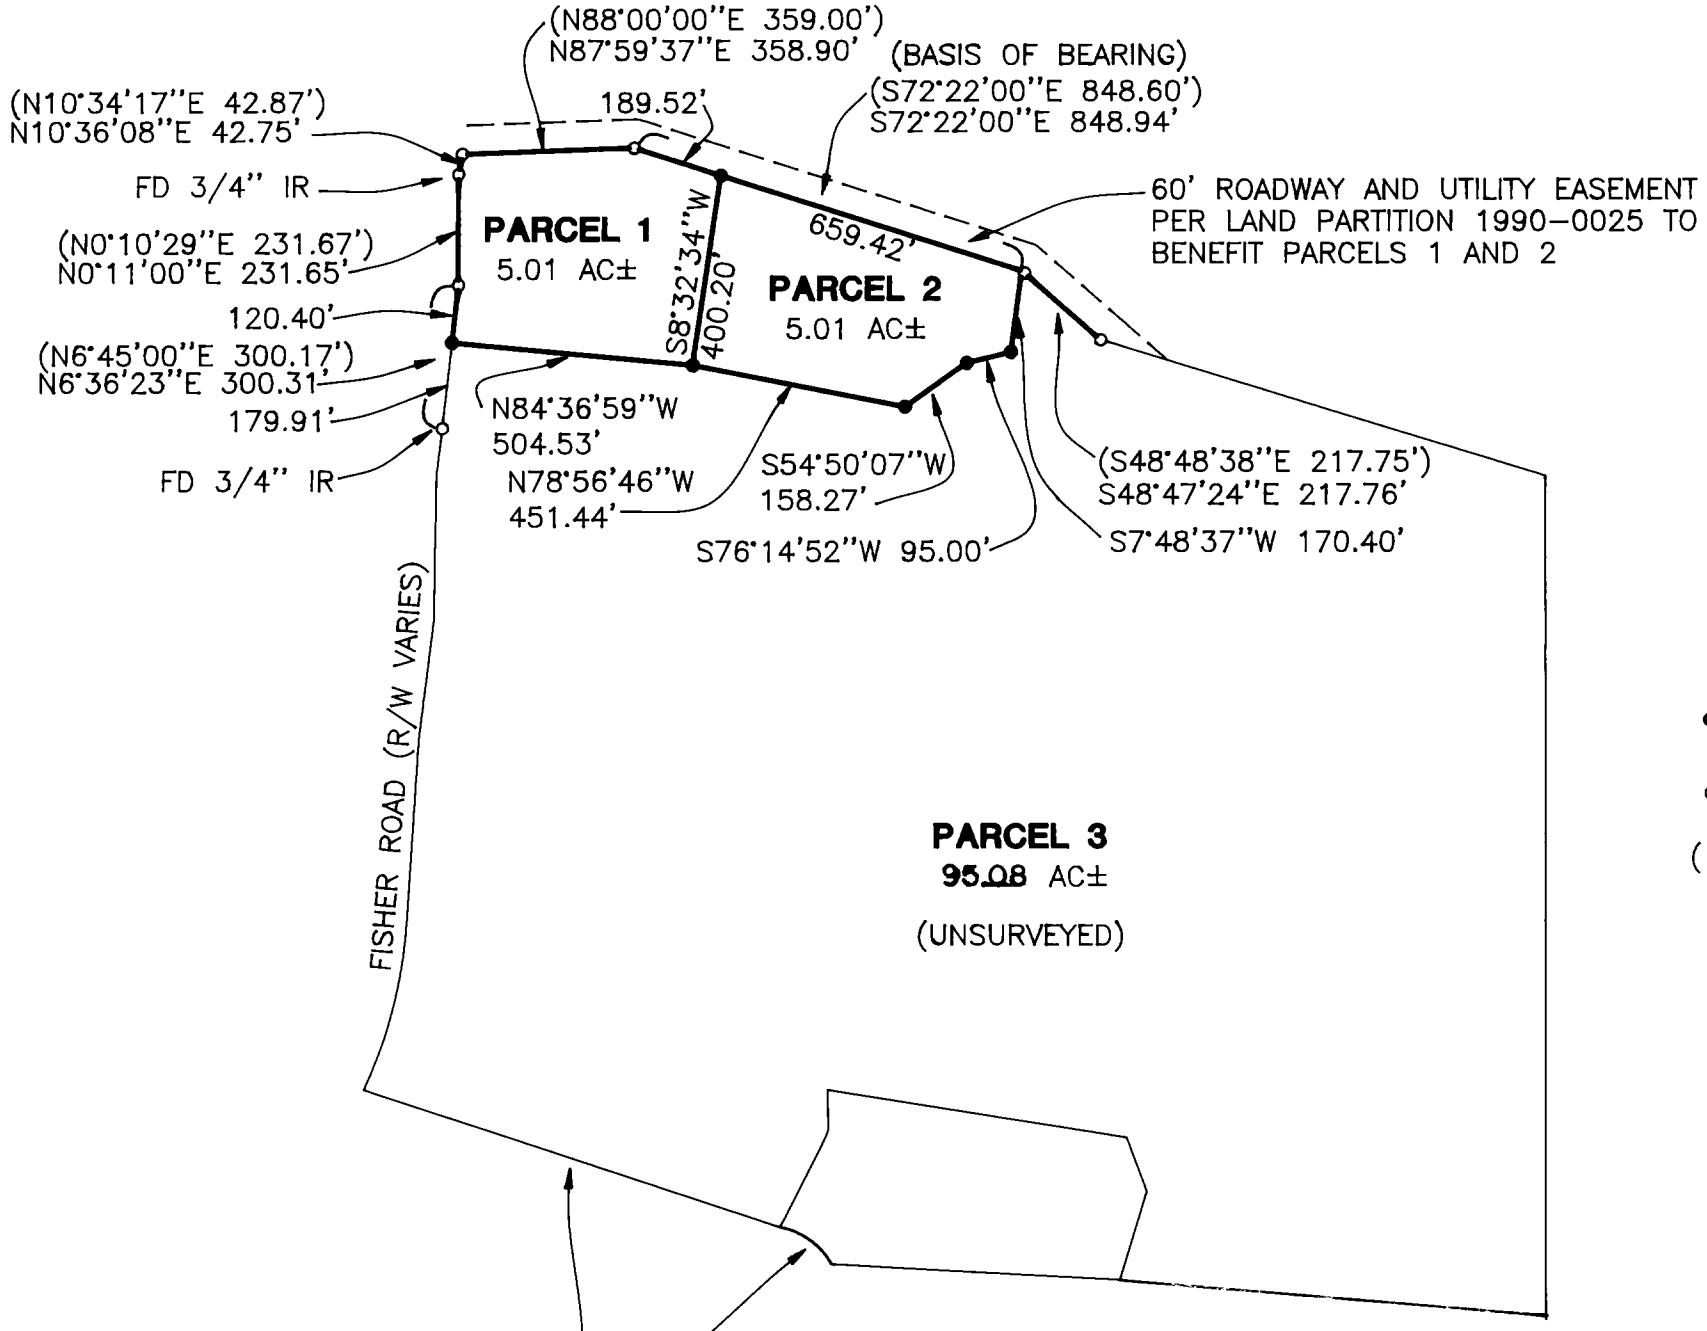 (N88°00'00"E 359.00')
N87°59'37"E 358.90'
(BASIS OF BEARING)
(S72°22'00"E 848.60')
S72°22'00"E 848.94'
(N10°34'17"E 42.87')
N10°36'08"E 42.75'
189.52'
FD 3/4" IR
60' ROADWAY AND UTILITY EASEMENT
PER LAND PARTITION 1990-0025 TO
BENEFIT PARCELS 1 AND 2
PARCEL 1
5.01 AC±
659.42'
(N0°10'29"E 231.67')
N0°11'00"E 231.65'
S8°32'34"W
400.20'
PARCEL 2
5.01 AC±
120.40'
(N6°45'00"E 300.17')
N6°36'23"E 300.31'
179.91'
FD 3/4" IR
N84°36'59"W
504.53'
N78°56'46"W
451.44'
S54°50'07"W
158.27'
S76°14'52"W 95.00'
(S48°48'38"E 217.75')
S48°47'24"E 217.76'
S7°48'37"W 170.40'
FISHER ROAD (R/W VARIES)
PARCEL 3
95.08 AC±
(UNSURVEYED)
(